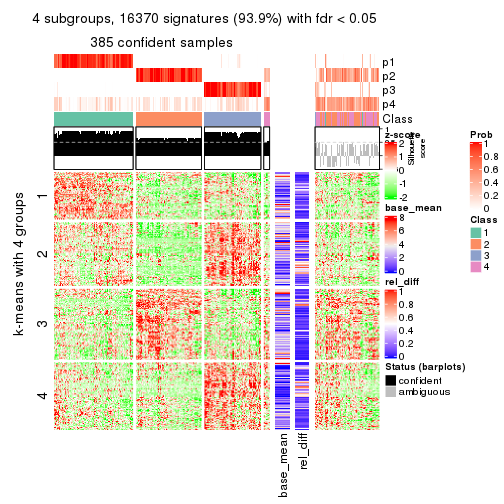 4 subgroups, 16370 signatures (93.9%) with fdr < 0.05
385 confident samples
p1
p2
p3
p4
Class
Silhouette score
1
2
3
4
k-means with 4 groups
base_mean
rel_diff
z-score
2
1
0
-1
-2
base_mean
8
6
4
2
0
rel_diff
1
0.8
0.6
0.4
0.2
0
Status (barplots)
confident
ambiguous
Prob
1
0.8
0.6
0.4
0.2
0
Class
1
2
3
4